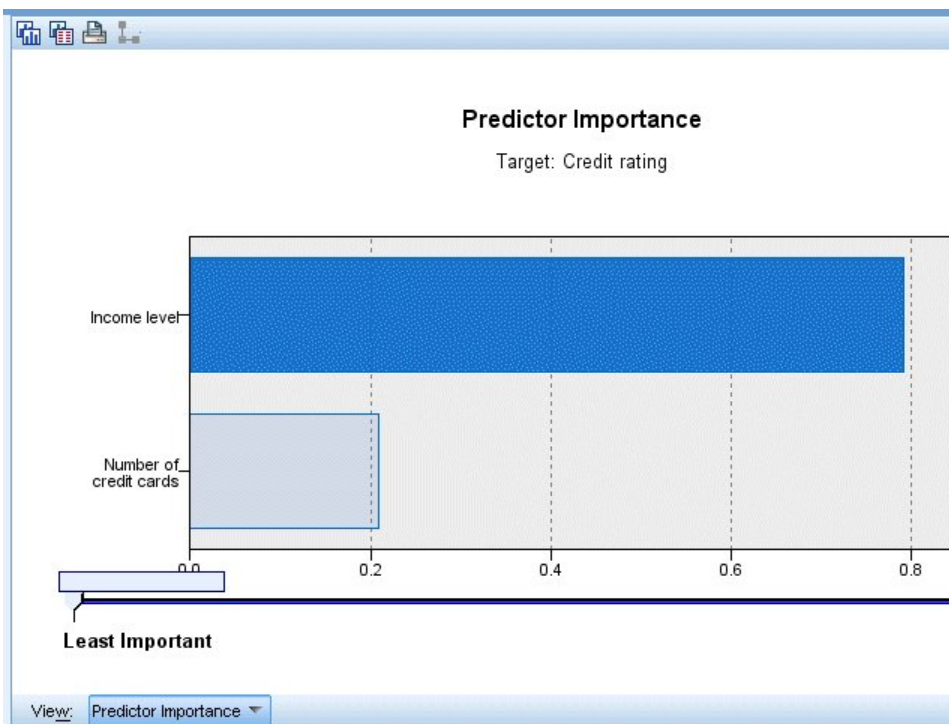 Predictor Importance
Target: Credit rating
Income level
Number of
credit cards
0.0
0.2
0.4
0.6
0.8
Least Important
View:
Predictor Importance